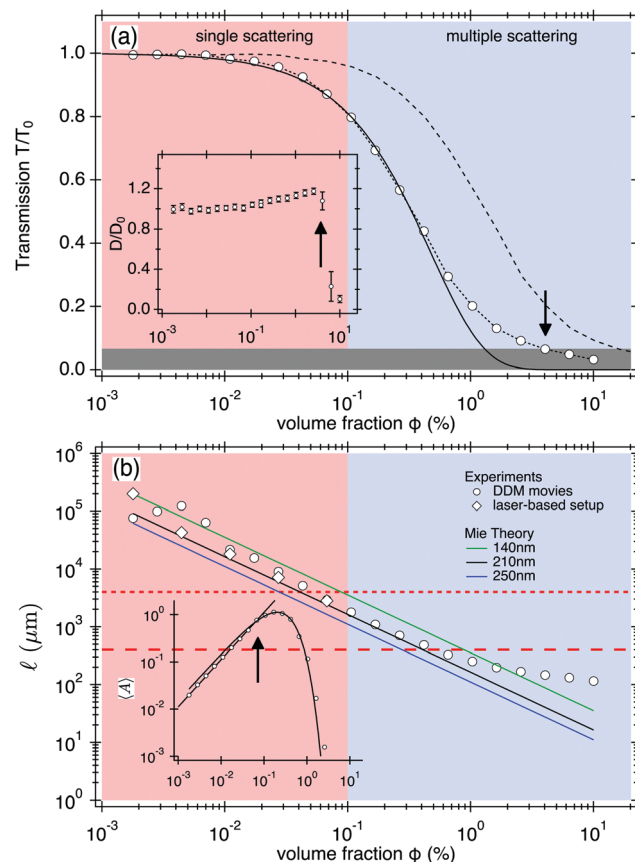 (a)
single scattering
multiple scattering
Transmission T/T₀
1.0
0.8
0.6
0.4
0.2
0.0
D/D₀
1.2
0.8
0.4
0.0
10⁻³ 10⁻¹ 10¹
10⁻³ 10⁻² 10⁻¹ 10⁰ 10¹
volume fraction ϕ (%)
(b)
Experiments
DDM movies
laser-based setup
Mie Theory
140nm
210nm
250nm
ℓ (μm)
10⁶
10⁵
10⁴
10³
10²
10¹
10⁰
⟨A⟩
10⁰
10⁻¹
10⁻²
10⁻³
10⁻³ 10⁻² 10⁻¹ 10⁰ 10¹
10⁻³ 10⁻² 10⁻¹ 10⁰ 10¹
volume fraction ϕ (%)